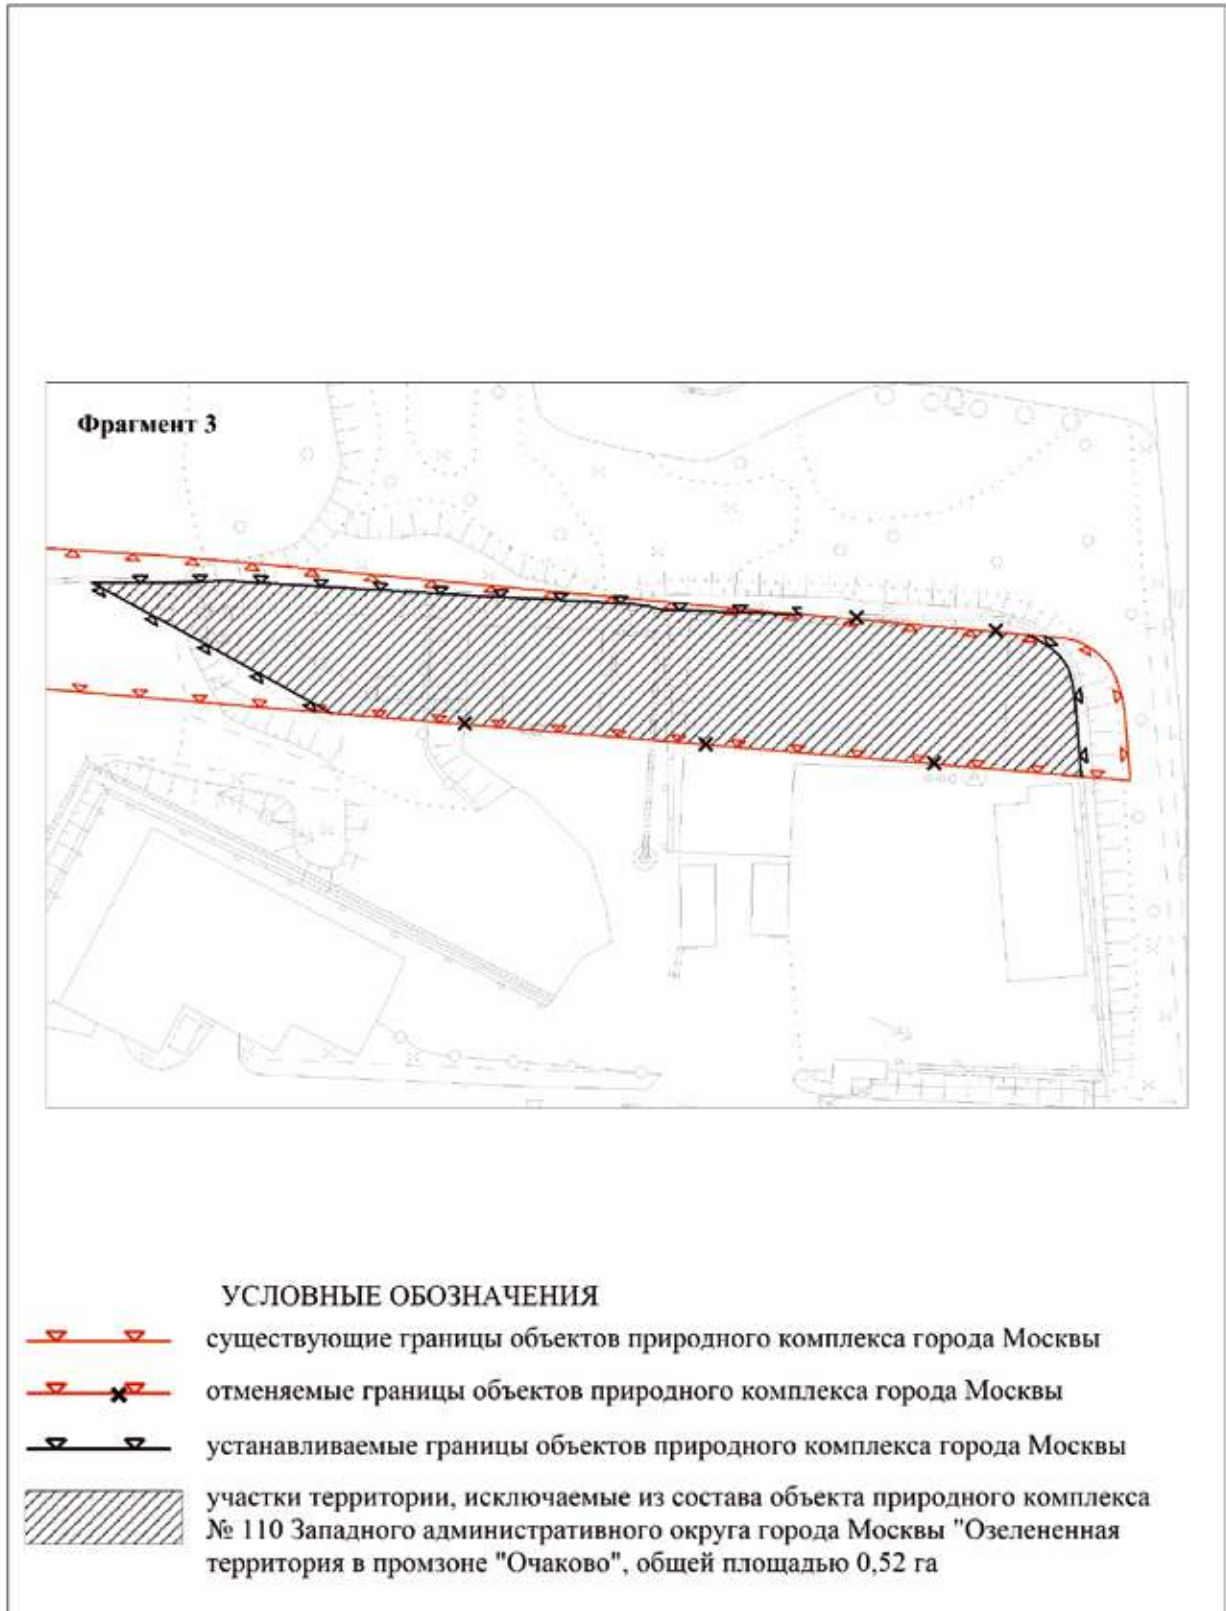 Фрагмент 3
УСЛОВНЫЕ ОБОЗНАЧЕНИЯ
существующие границы объектов природного комплекса города Москвы
отменяемые границы объектов природного комплекса города Москвы
устанавливаемые границы объектов природного комплекса города Москвы
участки территории, исключаемые из состава объекта природного комплекса
№ 110 Западного административного округа города Москвы "Озелененная
территория в промзоне "Очаково", общей площадью 0,52 га